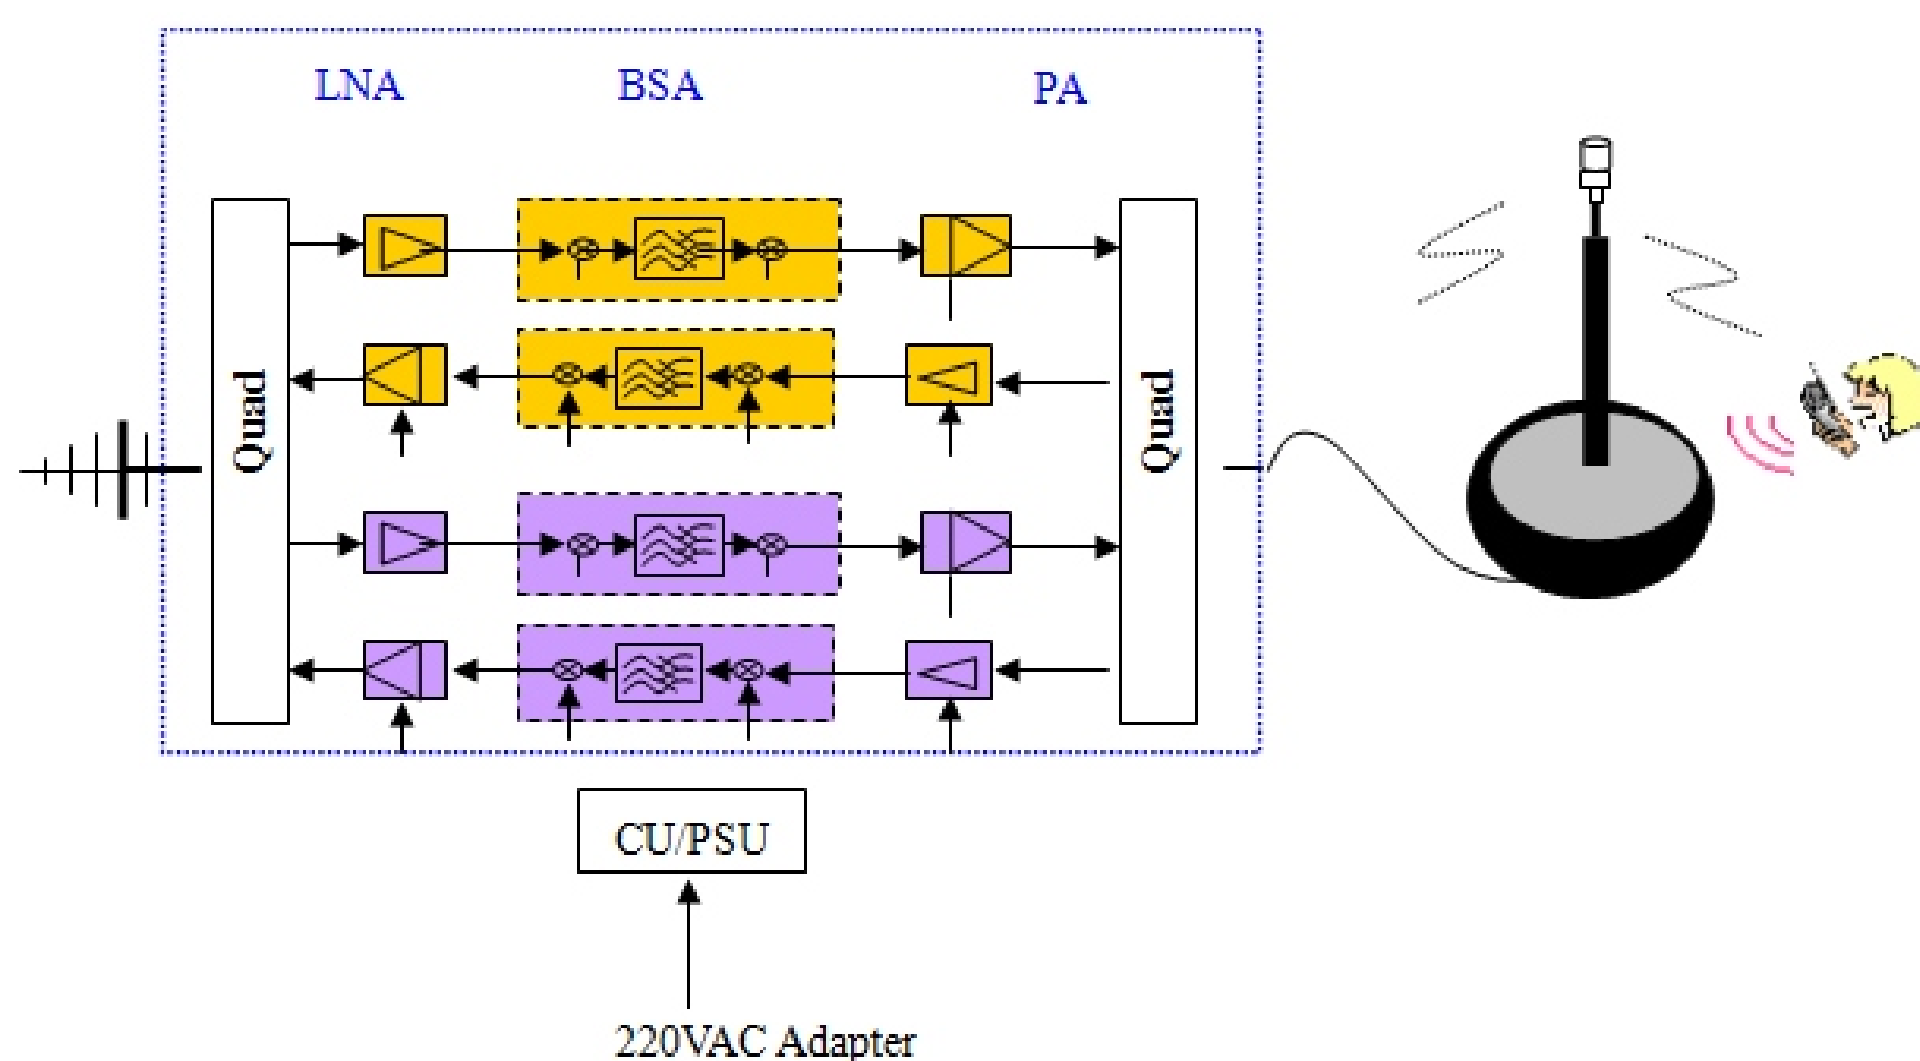 LNA
BSA
PA
Quad
Quad
CU/PSU
220VAC Adapter